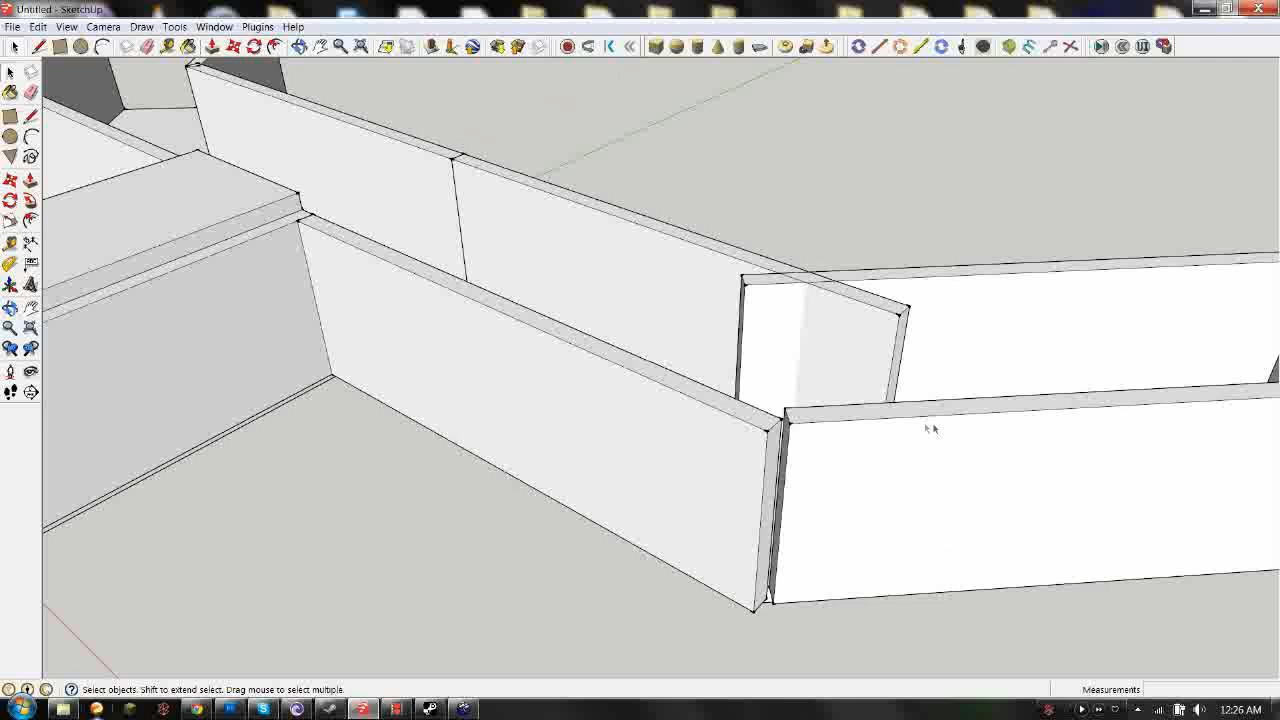 Untitled - SketchUp
File Edit View Camera Draw Tools Window Plugins Help
Select objects. Shift to extend select. Drag mouse to select multiple.
Measurements
12:26 AM